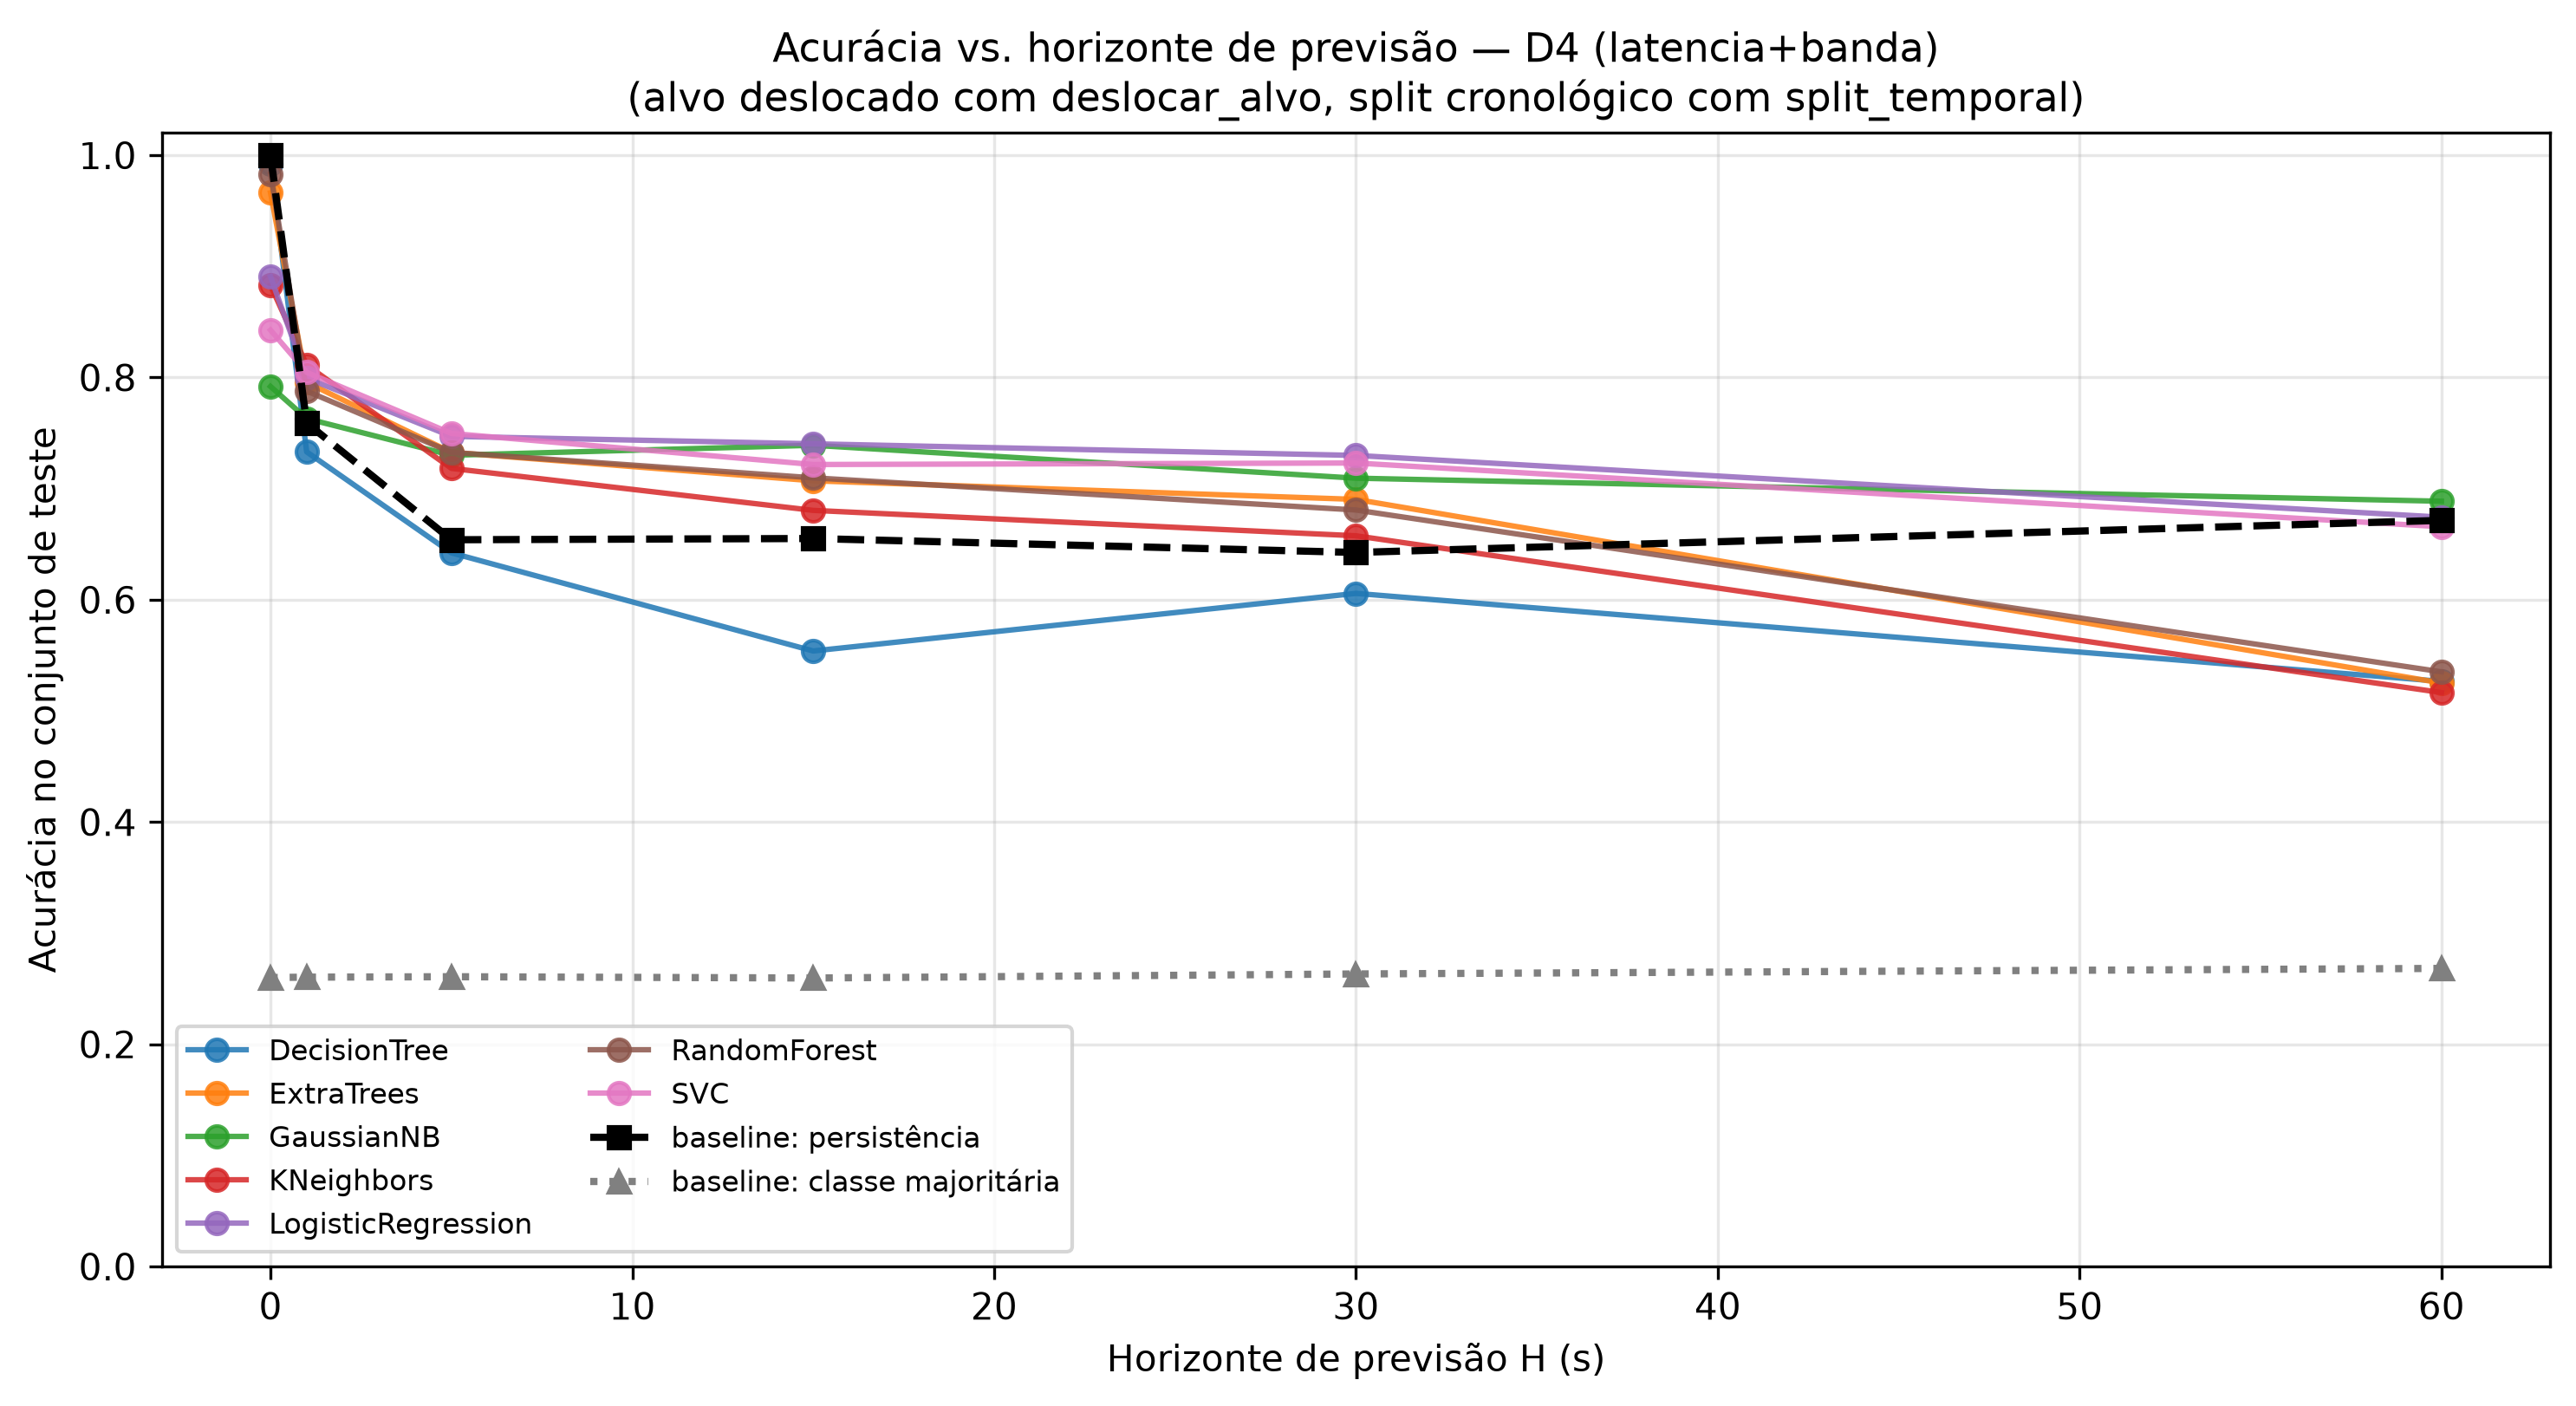 Acurácia vs. horizonte de previsão — D4 (latencia+banda)
(alvo deslocado com deslocar_alvo, split cronológico com split_temporal)
Acurácia no conjunto de teste
1.0
0.8
0.6
0.4
0.2
0.0
DecisionTree
ExtraTrees
GaussianNB
KNeighbors
LogisticRegression
RandomForest
SVC
baseline: persistência
baseline: classe majoritária
0 10 20 30 40 50 60
Horizonte de previsão H (s)